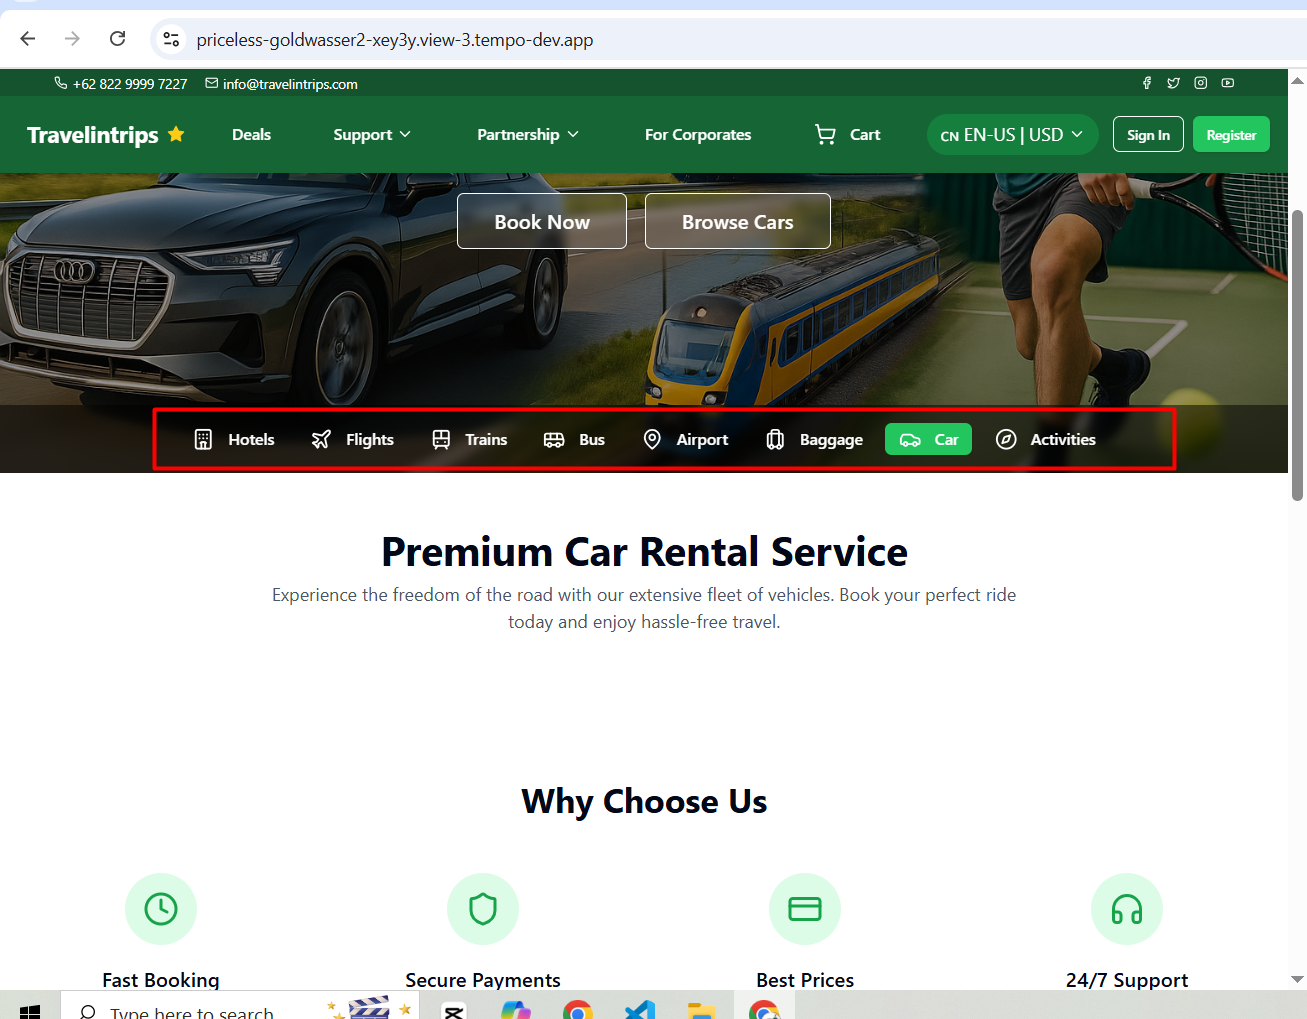 priceless-goldwasser2-xey3y.view-3.tempo-dev.app
+62 822 9999 7227 info@travelintrips.com
Travelintrips Deals Support Partnership For Corporates Cart CN EN-US | USD Sign In Register
Book Now Browse Cars
Hotels Flights Trains Bus Airport Baggage Car Activities
Premium Car Rental Service
Experience the freedom of the road with our extensive fleet of vehicles. Book your perfect ride
today and enjoy hassle-free travel.
Why Choose Us
Fast Booking Secure Payments Best Prices 24/7 Support
Type here to search